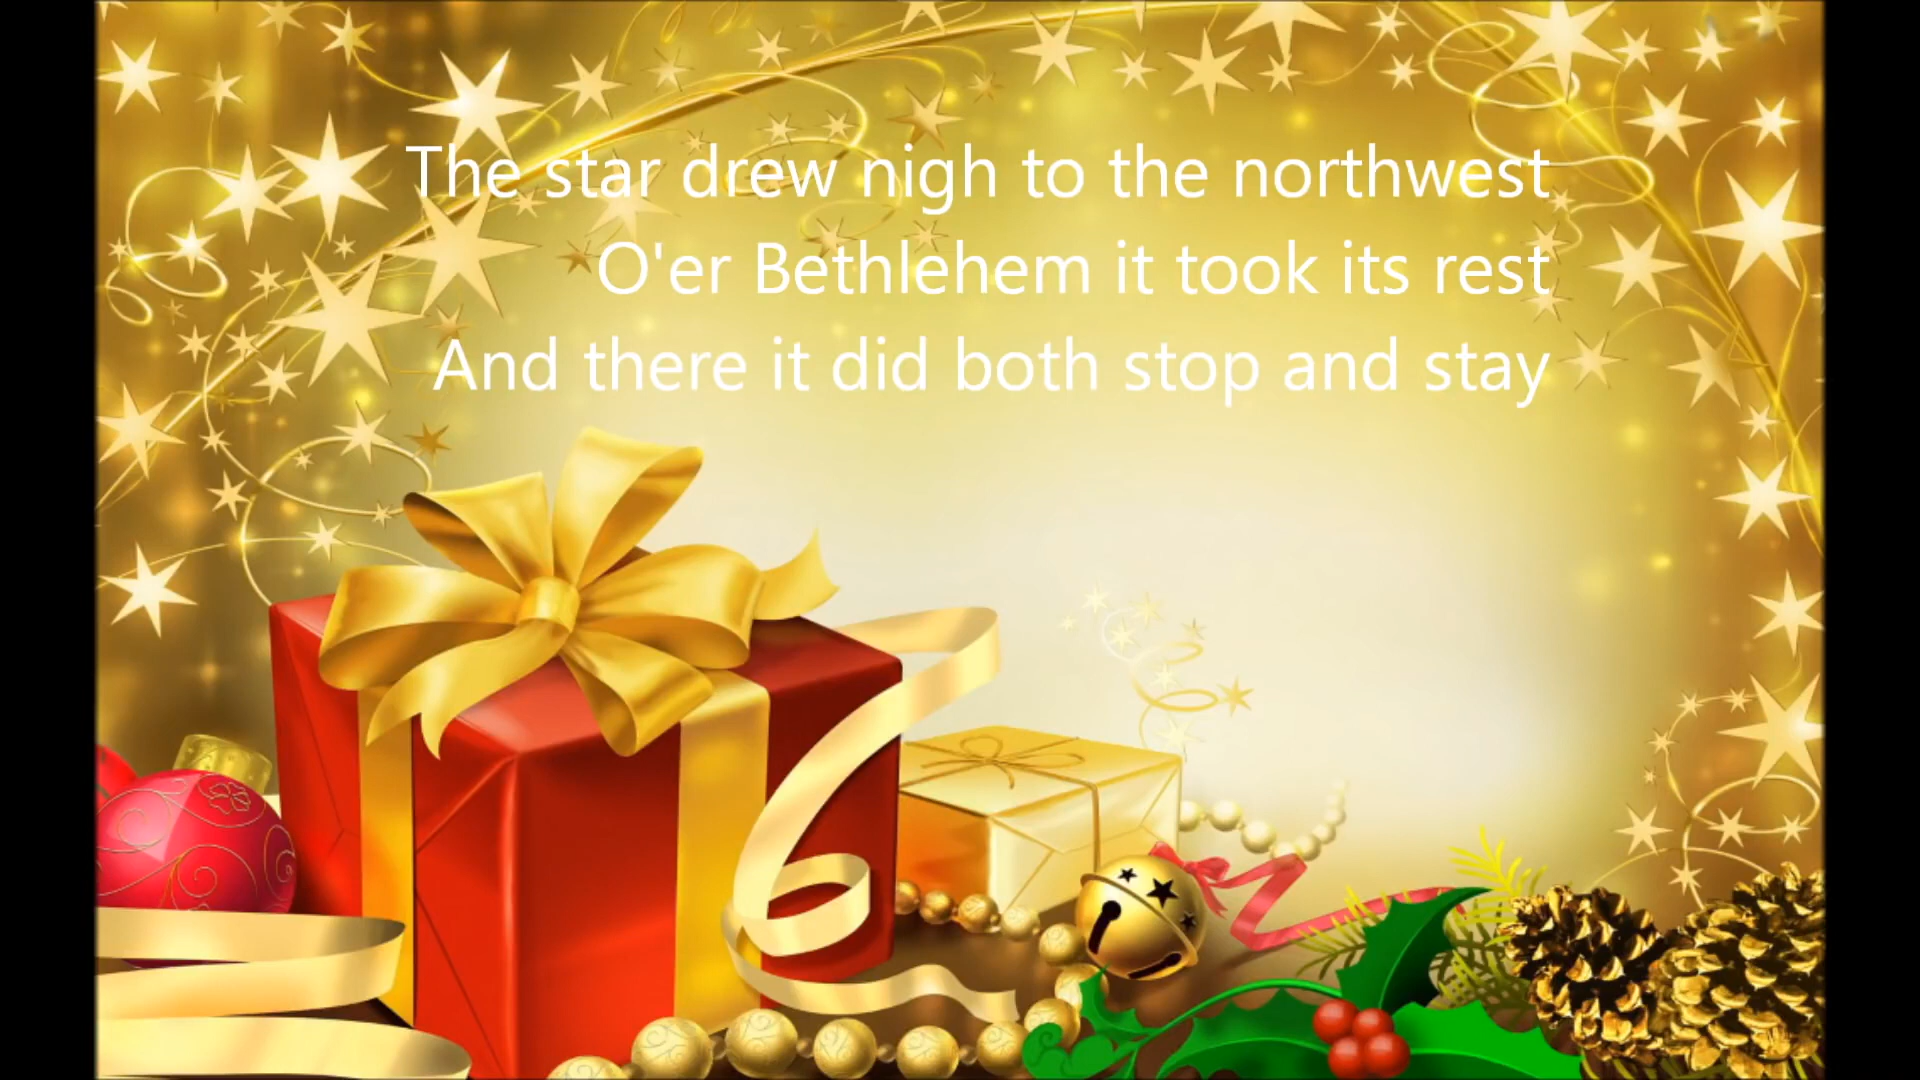 The star drew nigh to the northwest
O'er Bethlehem it took its rest
And there it did both stop and stay